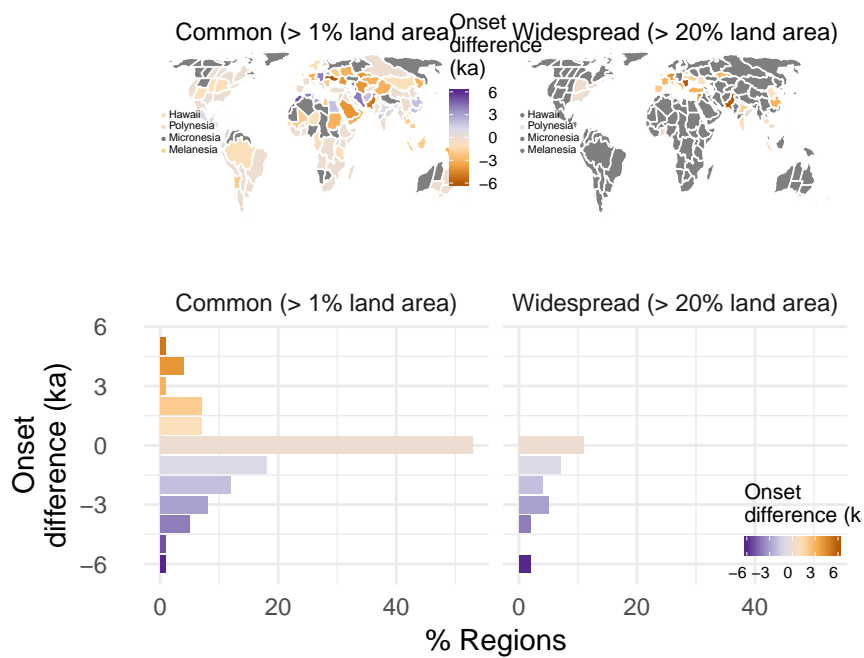 Common (> 1% land area)
Onset
difference
(ka)
Widespread (> 20% land area)
6
3
0
−3
−6
Hawaii
Polynesia
Micronesia
Melanesia
Hawaii
Polynesia
Micronesia
Melanesia
Common (> 1% land area)
Widespread (> 20% land area)
Onset
difference (ka)
6
3
0
−3
−6
Onset
difference (k
−6 −3 0 3 6
0 20 40
0 20 40
% Regions